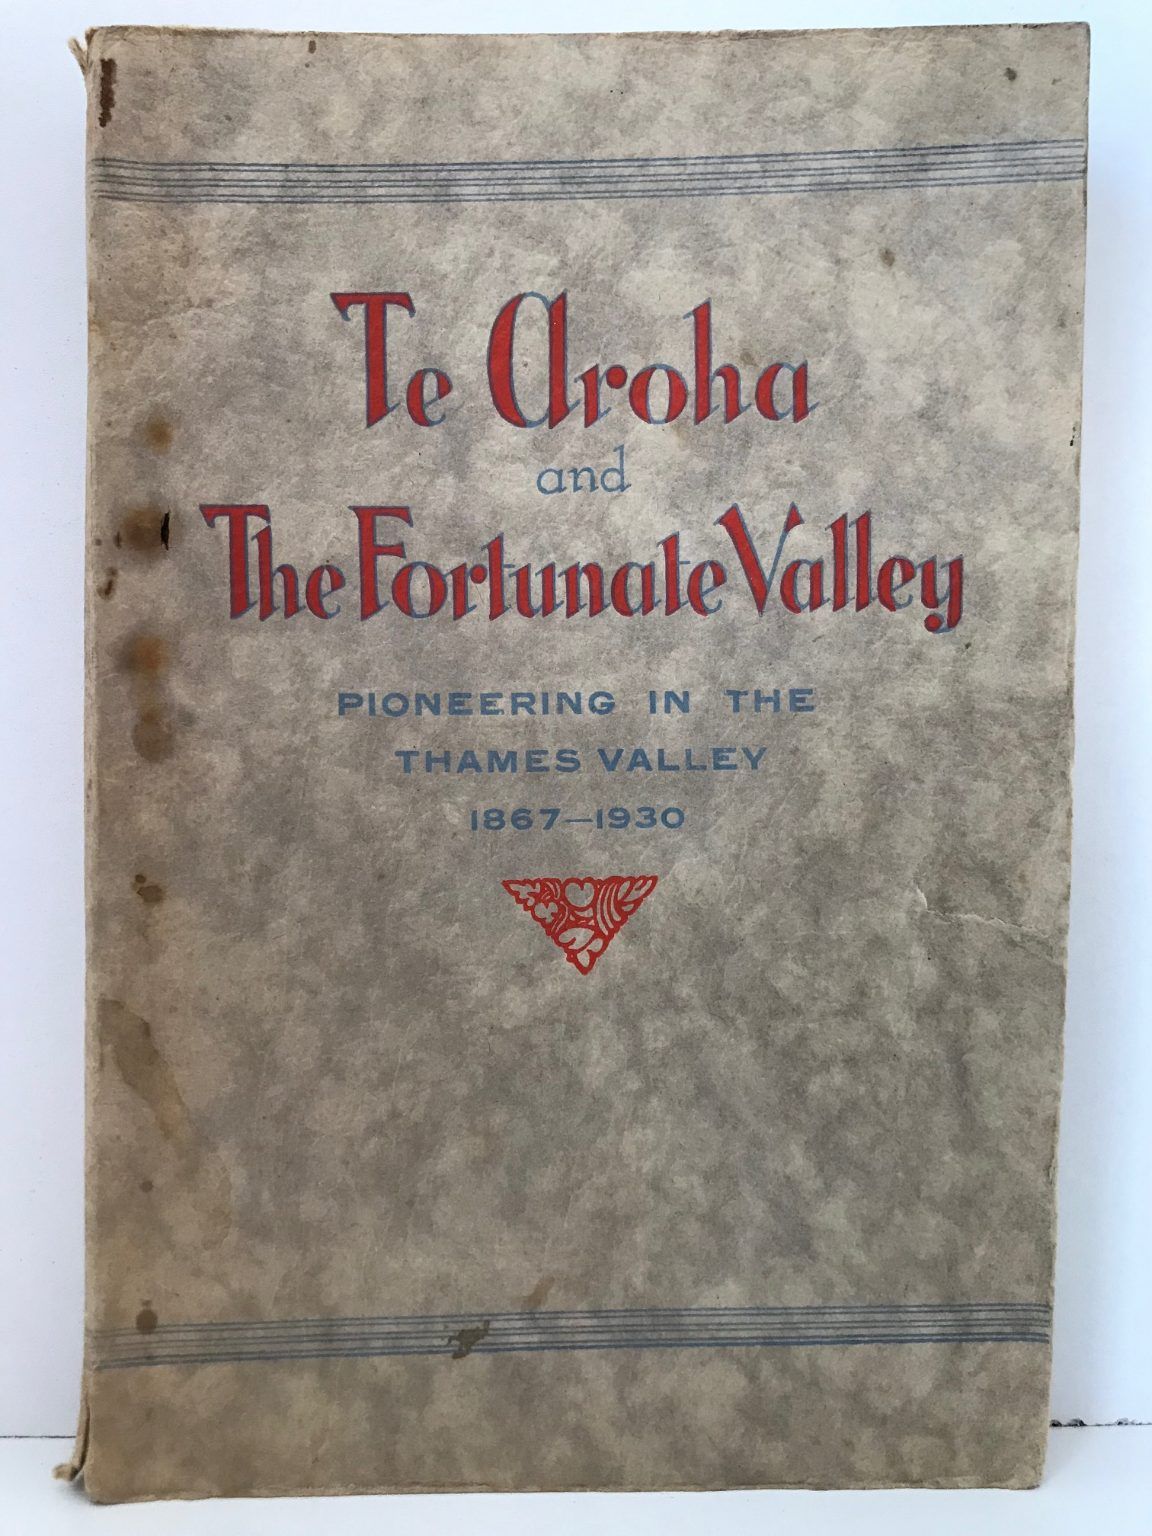 Te Aroha
and
The Fortunate Valley
PIONEERING IN THE
THAMES VALLEY
1867—1930